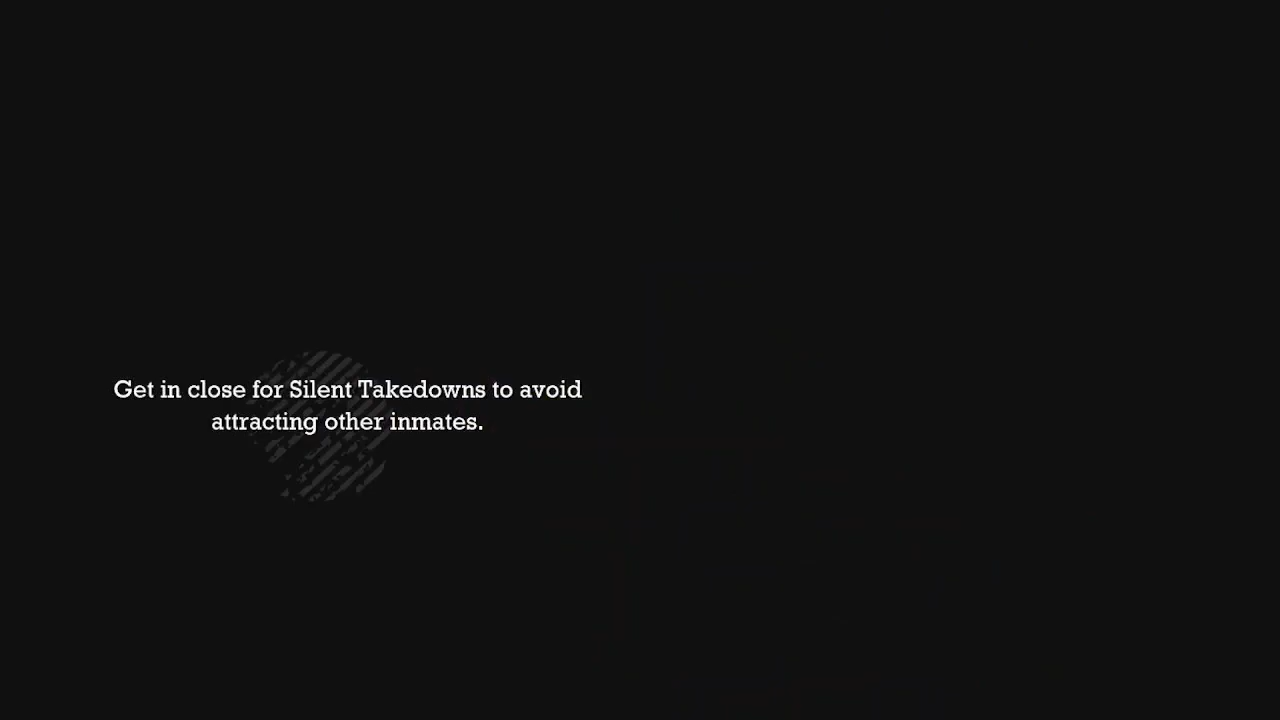 Get in close for Silent Takedowns to avoid
attracting other inmates.